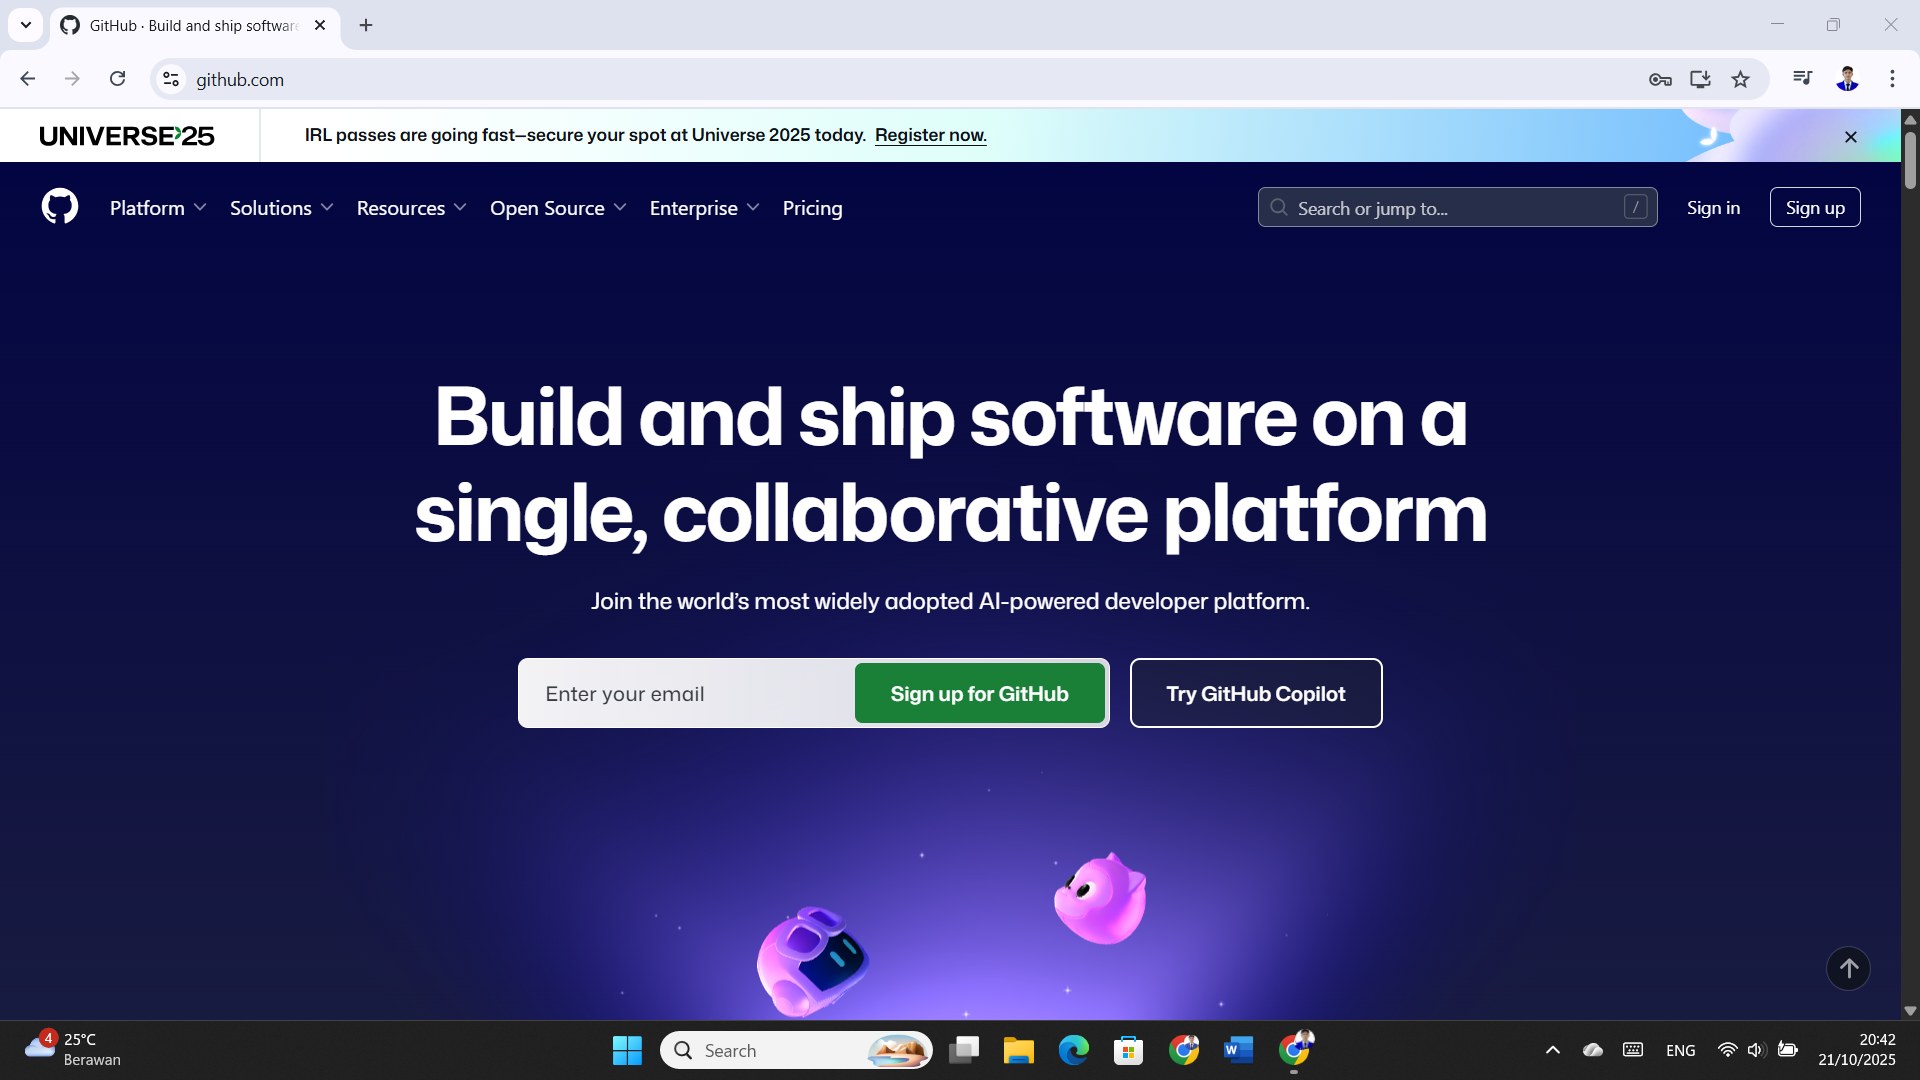 GitHub · Build and ship software
github.com
UNIVERSE'25
IRL passes are going fast—secure your spot at Universe 2025 today. Register now.
Platform Solutions Resources Open Source Enterprise Pricing
Search or jump to...
/
Sign in
Sign up
Build and ship software on a
single, collaborative platform
Join the world's most widely adopted AI-powered developer platform.
Enter your email
Sign up for GitHub
Try GitHub Copilot
4
25°C
Berawan
Search
W
ENG
20:42
21/10/2025